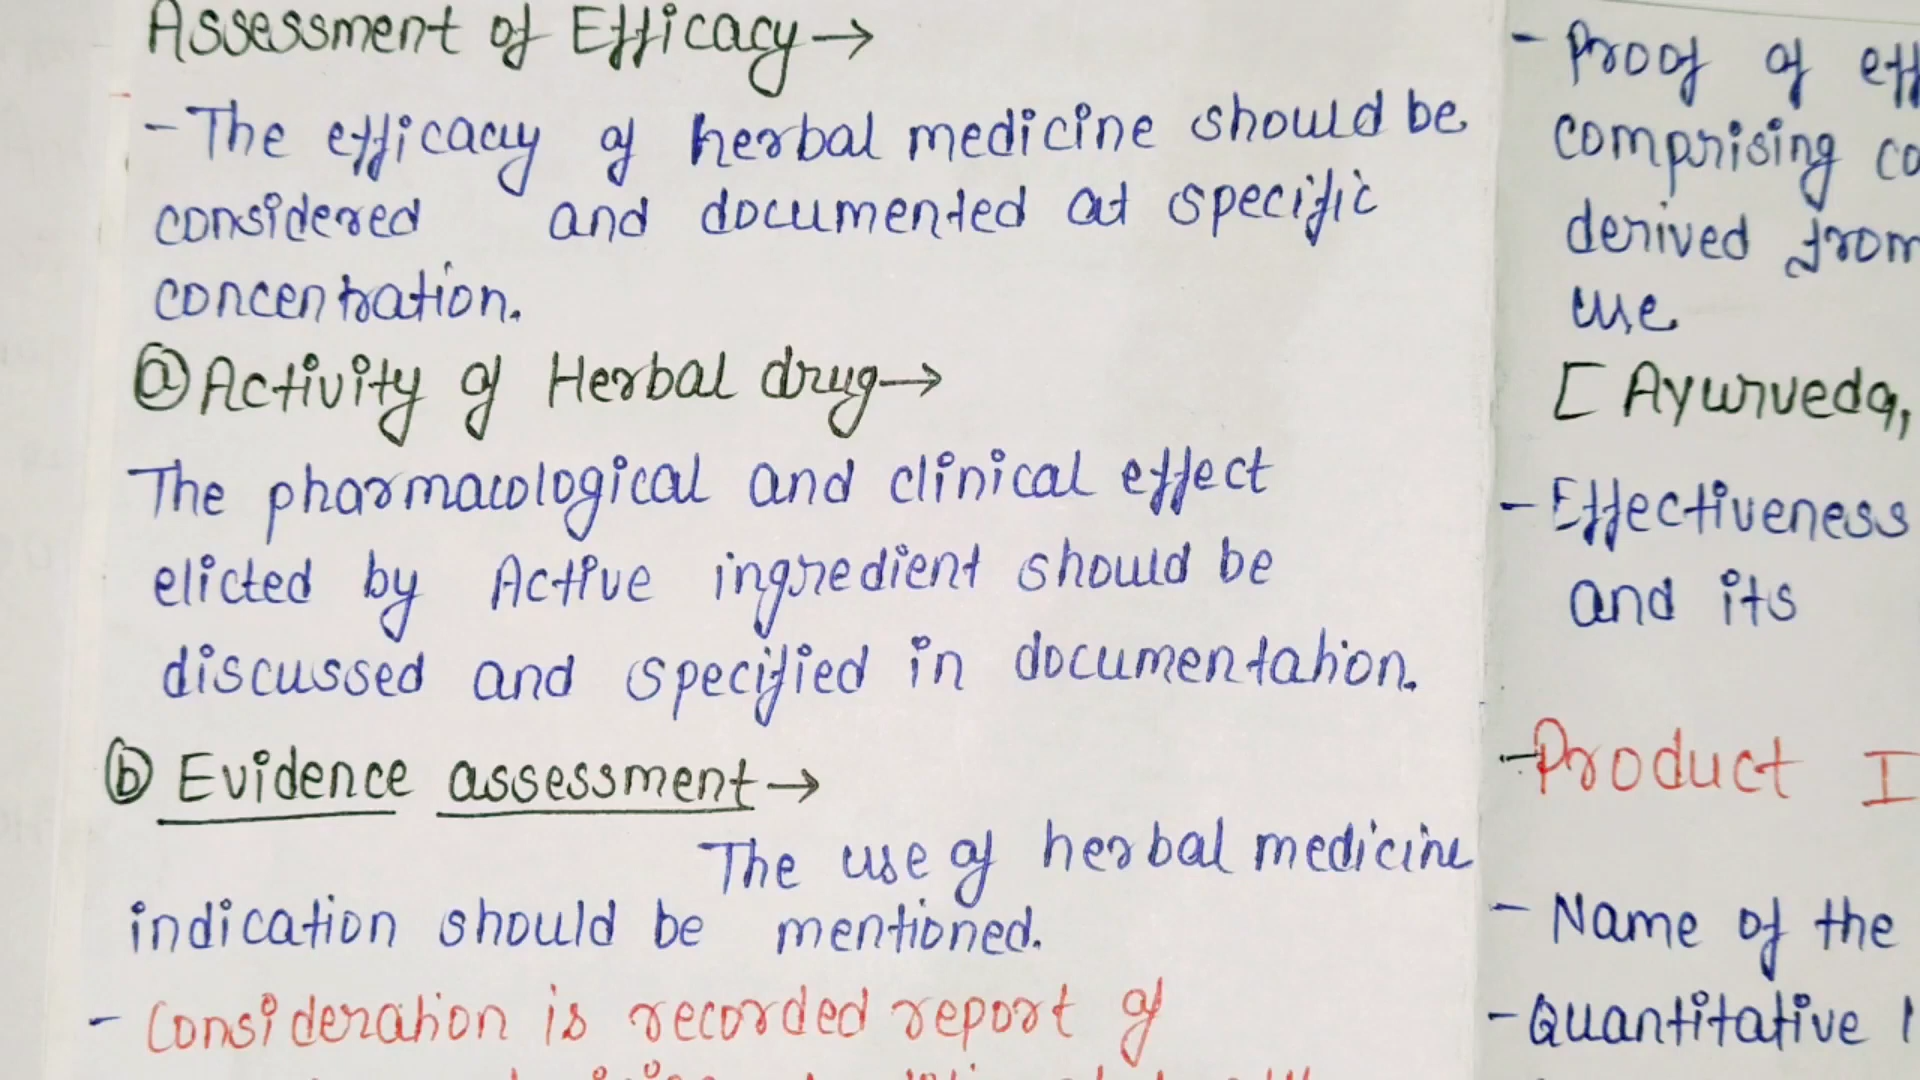 Assessment of Efficacy→
- The efficacy of herbal medicine should be
considered and documented at specific
concentration.
ⓐ Activity of Herbal drug→
The pharmacological and clinical effect
elicted by Active ingredient should be
discussed and specified in documentation.
ⓑ Evidence assessment→
The use of herbal medicine
indication should be mentioned.
- Consideration is recorded report of
- Proof of eff
comprising co
derived from
use
[ Ayurveda,
- Effectiveness
and its
- Product I
- Name of the
- Quantitative